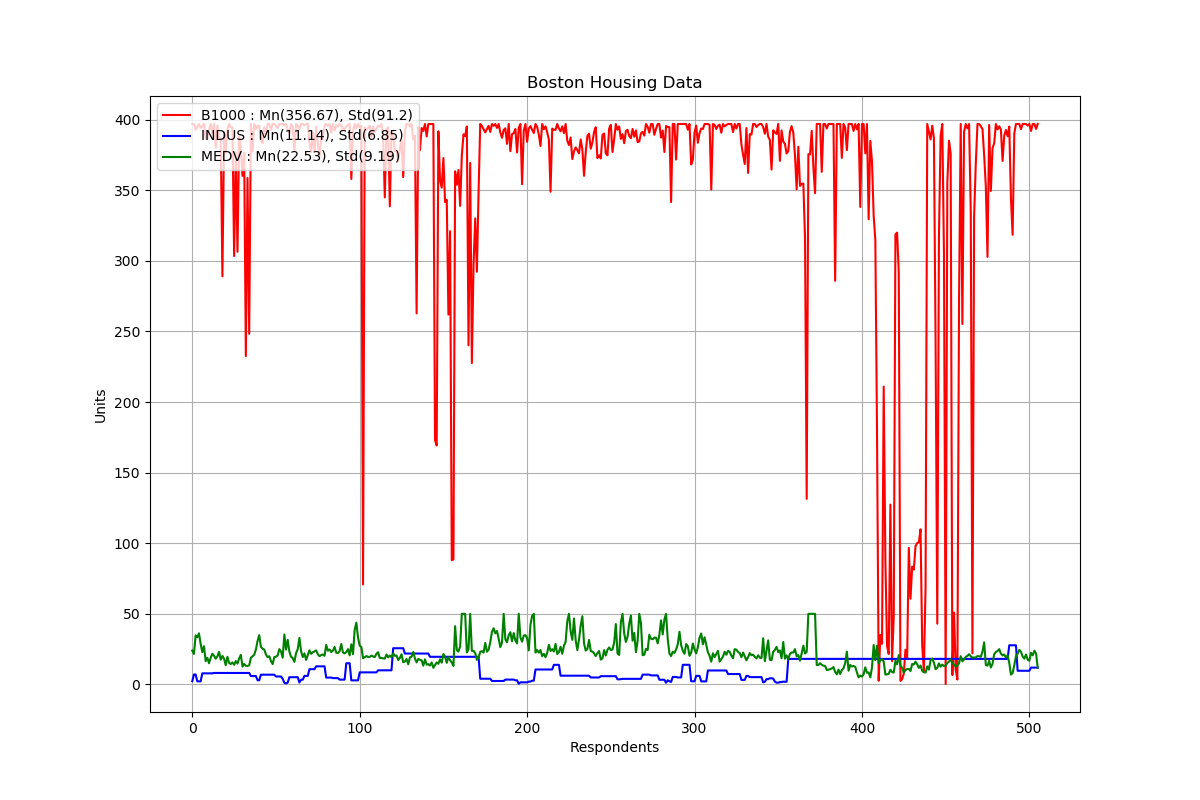 Boston Housing Data
B1000 : Mn(356.67), Std(91.2)
INDUS : Mn(11.14), Std(6.85)
MEDV : Mn(22.53), Std(9.19)
400
350
300
250
200
150
100
50
0
Units
0 100 200 300 400 500
Respondents